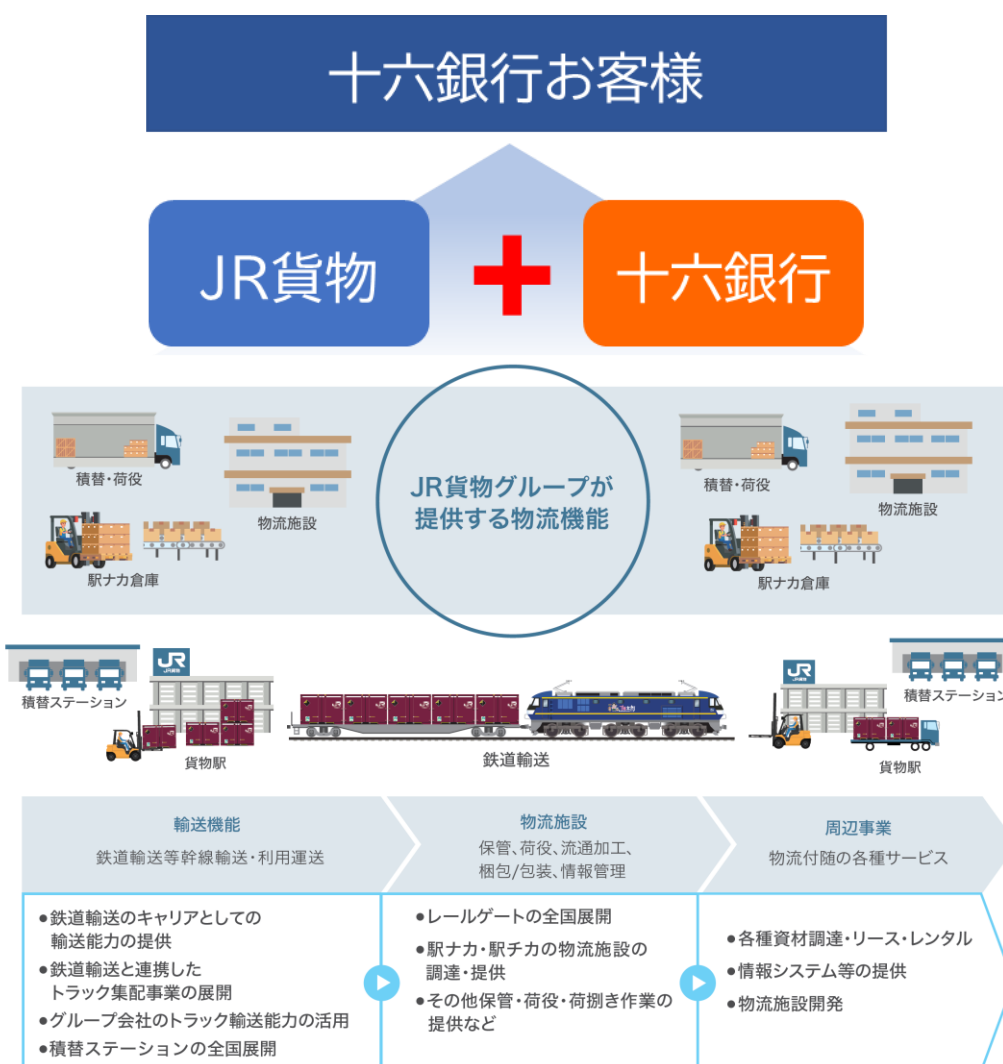 十六銀行お客様
JR貨物
十六銀行
JR貨物グループが
提供する物流機能
積替・荷役
物流施設
駅ナカ倉庫
積替・荷役
物流施設
駅ナカ倉庫
積替ステーション
JR
JR貨物
貨物駅
鉄道輸送
JR
JR貨物
積替ステーション
貨物駅
輸送機能
鉄道輸送等幹線輸送・利用運送
物流施設
保管、荷役、流通加工、
梱包/包装、情報管理
周辺事業
物流付随の各種サービス
●鉄道輸送のキャリアとしての
輸送能力の提供
●鉄道輸送と連携した
トラック集配事業の展開
●グループ会社のトラック輸送能力の活用
●積替ステーションの全国展開
●レールゲートの全国展開
●駅ナカ・駅チカの物流施設の
調達・提供
●その他保管・荷役・荷捌き作業の
提供など
●各種資材調達・リース・レンタル
●情報システム等の提供
●物流施設開発